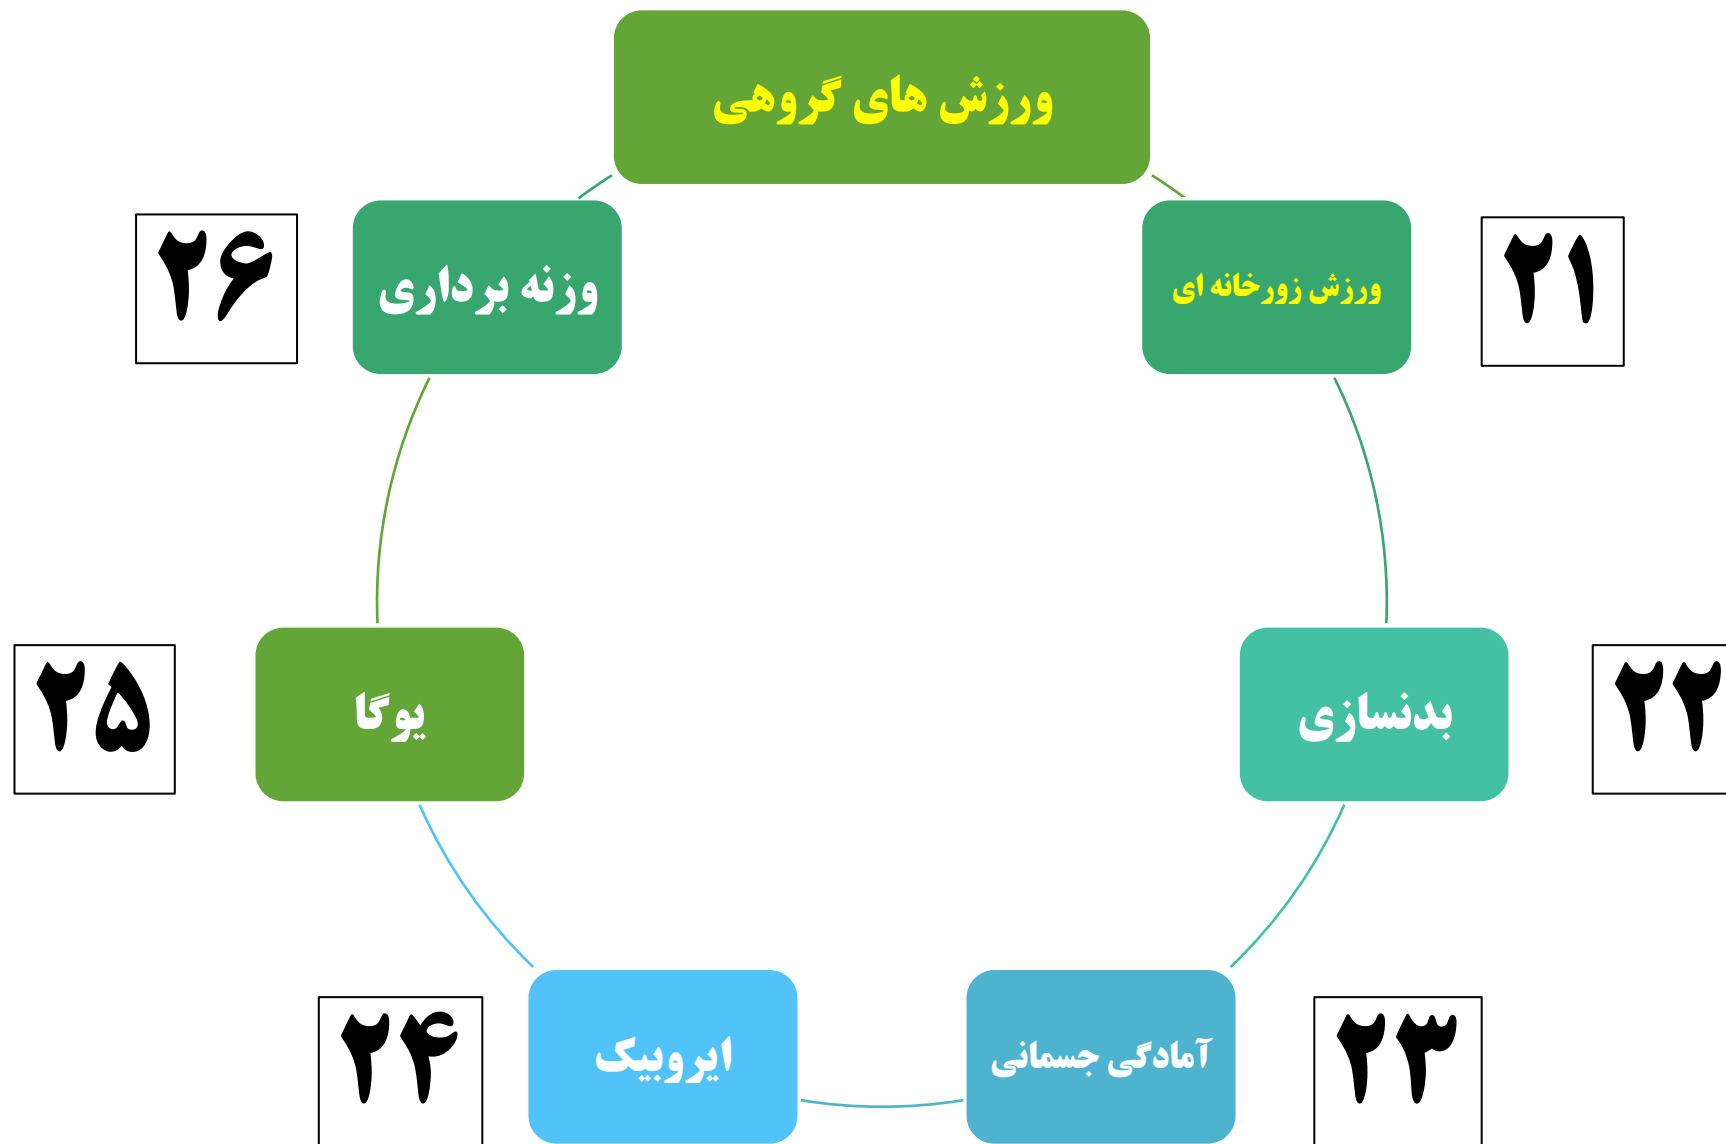 ورزش های گروهی
ورزش زورخانه ای
۲۱
بدنسازی
۲۲
آمادگی جسمانی
۲۳
ایروبیک
۲۴
یوگا
۲۵
وزنه برداری
۲۶